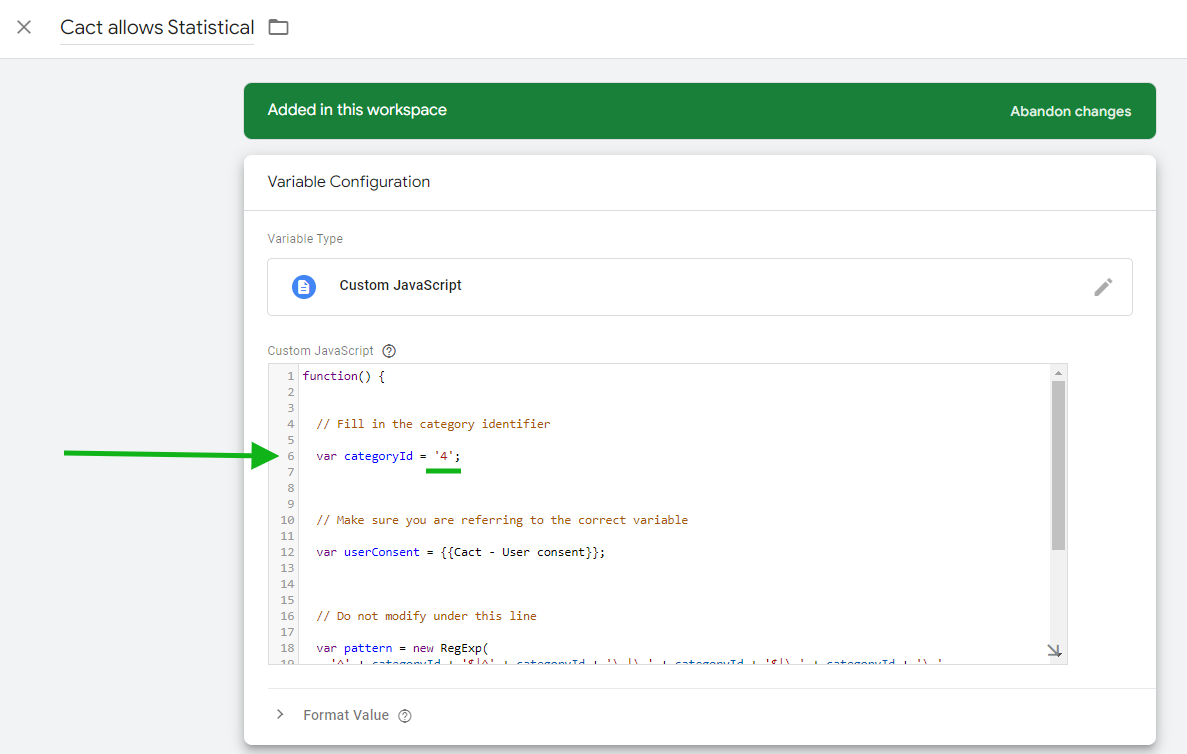 Cact allows Statistical
Added in this workspace
Abandon changes
Variable Configuration
Variable Type
Custom JavaScript
Custom JavaScript
1 function() {
2
3
4 // Fill in the category identifier
5
6 var categoryId = '4';
7
8
9
10 // Make sure you are referring to the correct variable
11
12 var userConsent = {{Cact - User consent}};
13
14
15
16 // Do not modify under this line
17
18 var pattern = new RegExp(
Format Value